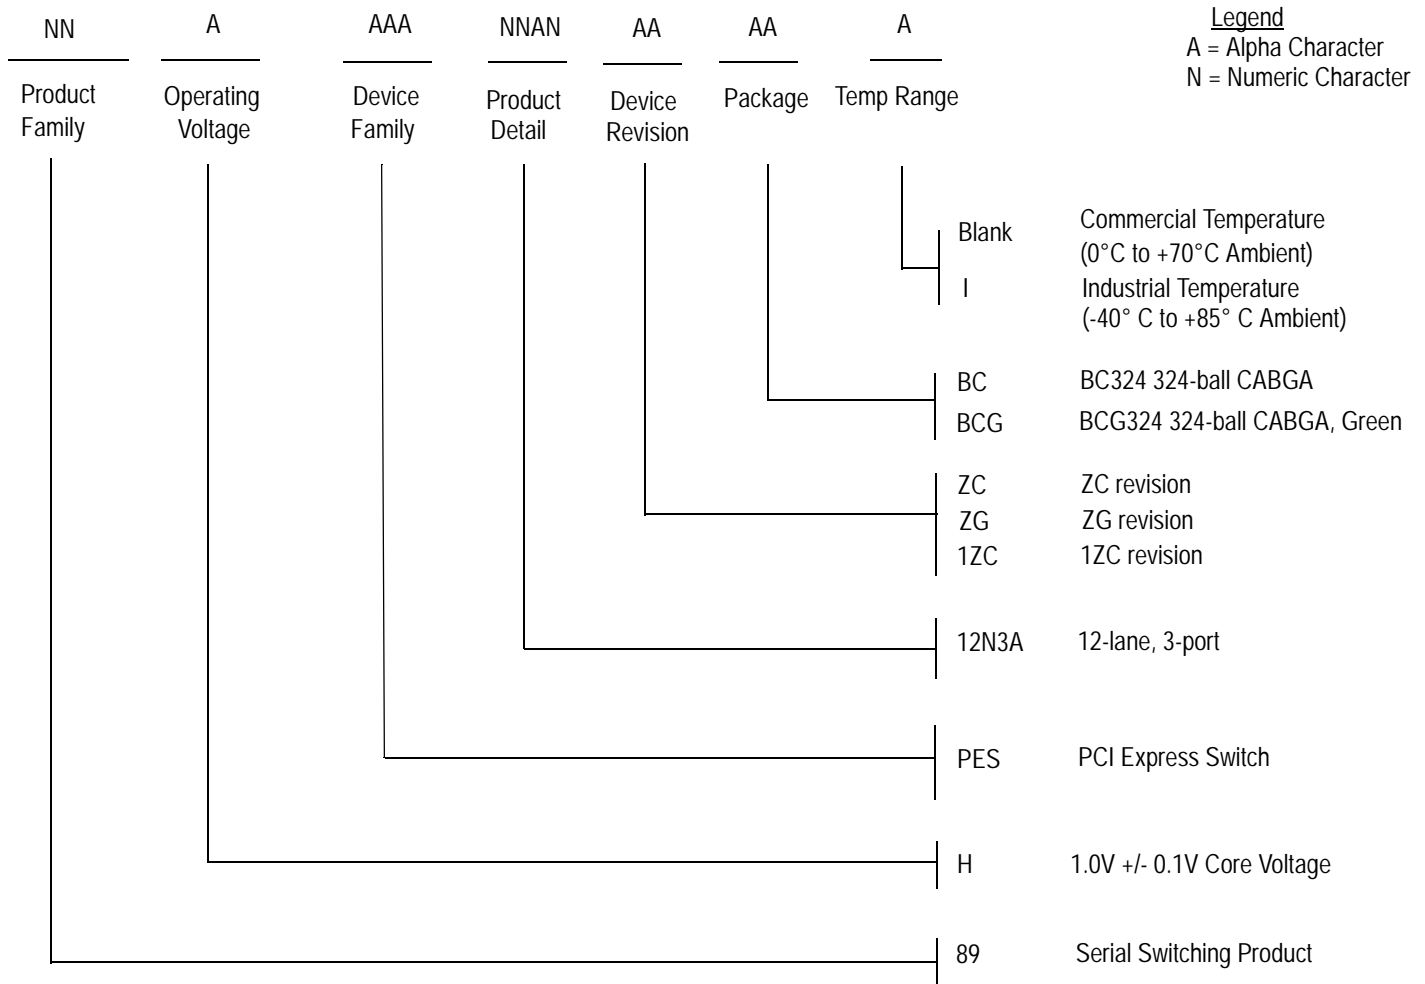 NN A AAA NNAN AA AA A
Legend
A = Alpha Character
N = Numeric Character
Product Family
Operating Voltage
Device Family
Product Detail
Device Revision
Package
Temp Range
Blank Commercial Temperature
(0°C to +70°C Ambient)
I Industrial Temperature
(-40° C to +85° C Ambient)
BC BC324 324-ball CABGA
BCG BCG324 324-ball CABGA, Green
ZC ZC revision
ZG ZG revision
1ZC 1ZC revision
12N3A 12-lane, 3-port
PES PCI Express Switch
H 1.0V +/- 0.1V Core Voltage
89 Serial Switching Product